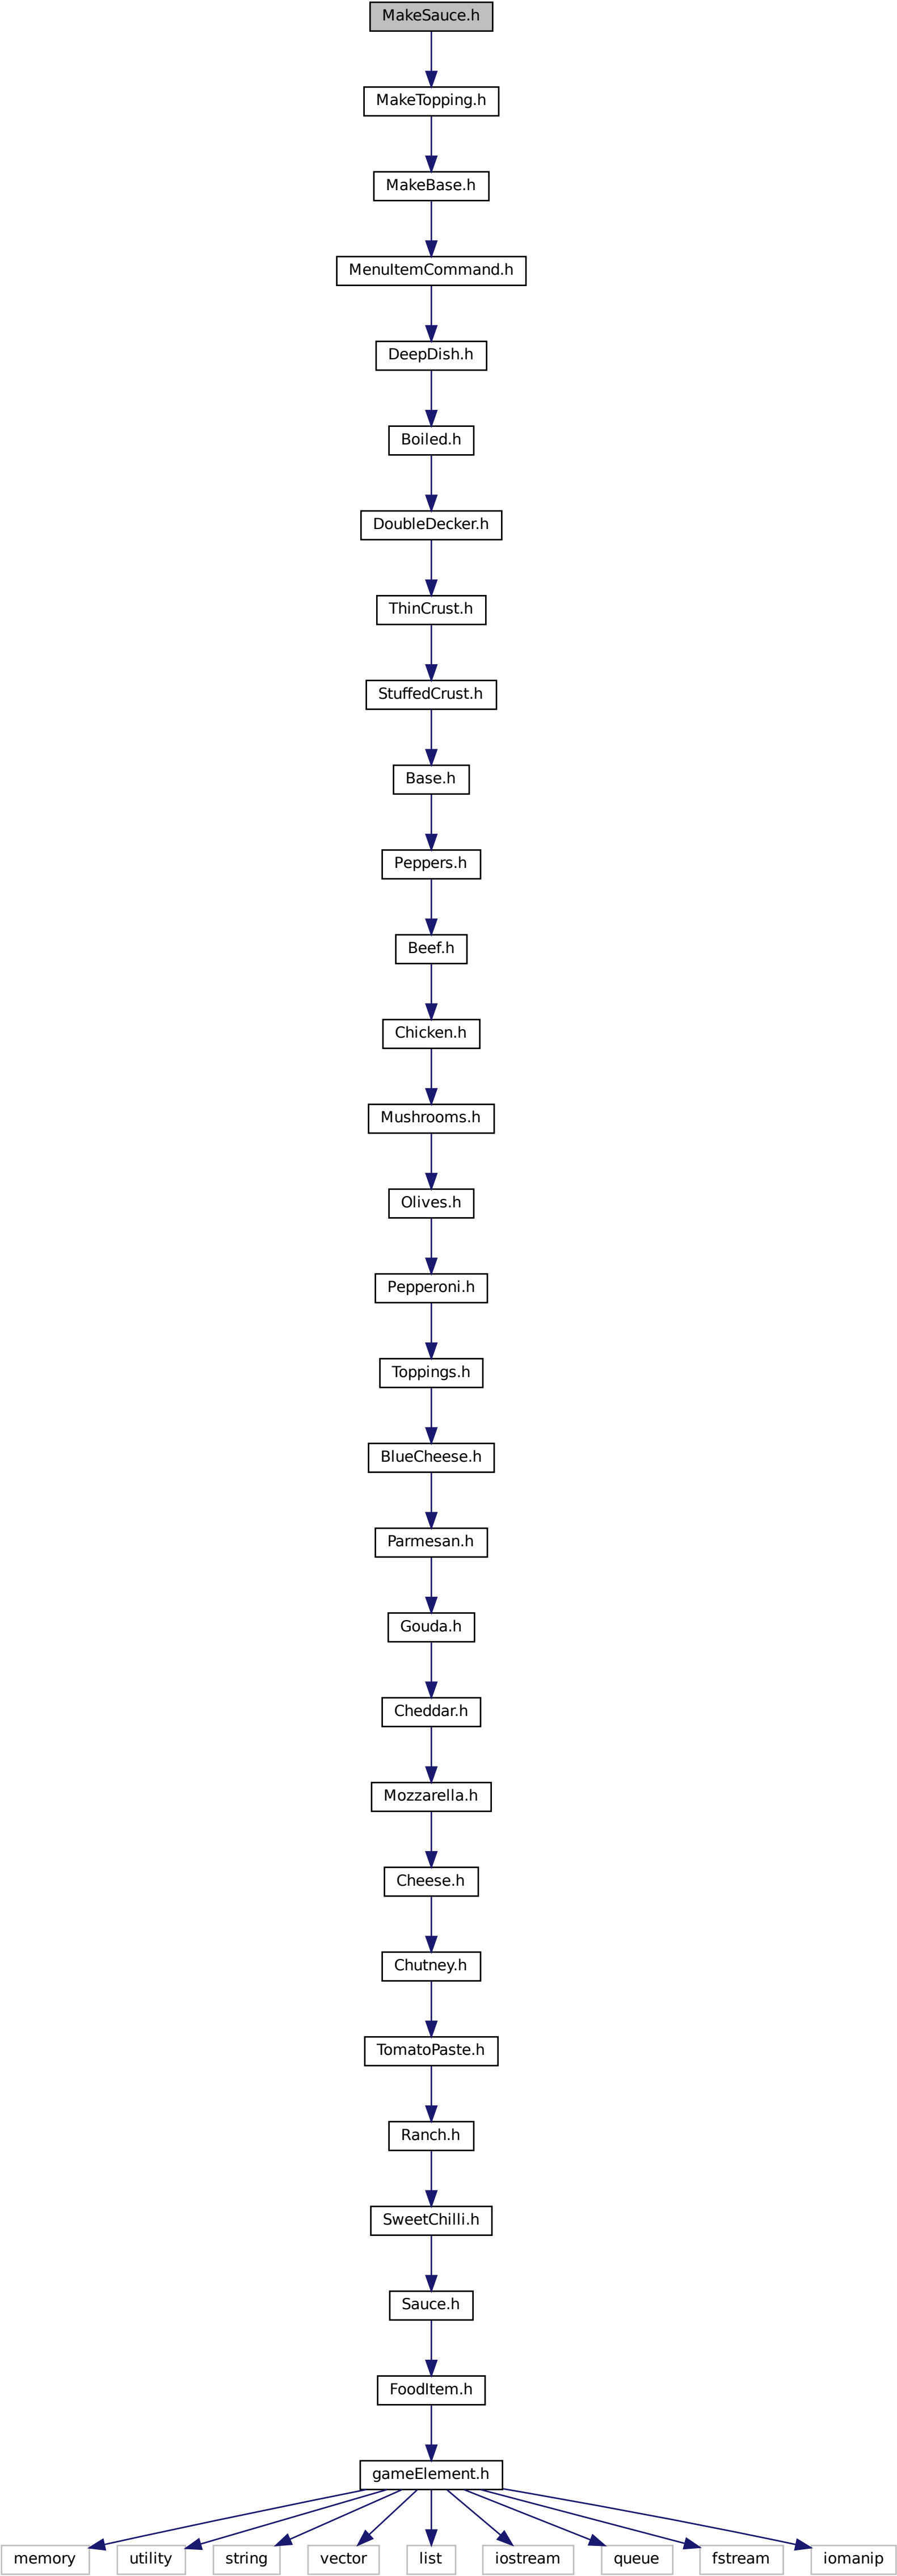 MakeSauce.h
MakeTopping.h
MakeBase.h
MenuItemCommand.h
DeepDish.h
Boiled.h
DoubleDecker.h
ThinCrust.h
StuffedCrust.h
Base.h
Peppers.h
Beef.h
Chicken.h
Mushrooms.h
Olives.h
Pepperoni.h
Toppings.h
BlueCheese.h
Parmesan.h
Gouda.h
Cheddar.h
Mozzarella.h
Cheese.h
Chutney.h
TomatoPaste.h
Ranch.h
SweetChilli.h
Sauce.h
FoodItem.h
gameElement.h
memory utility string vector list iostream queue fstream iomanip